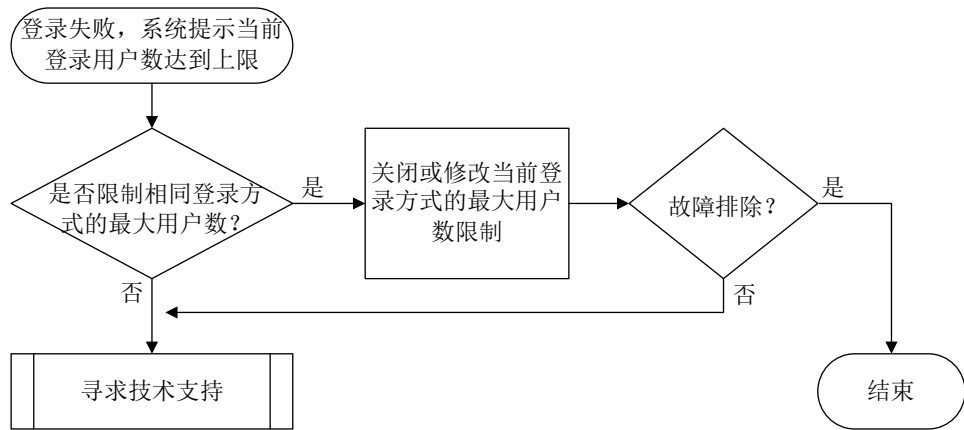 登录失败，系统提示当前
登录用户数达到上限
是否限制相同登录方
式的最大用户数？
是
关闭或修改当前登
录方式的最大用户
数限制
故障排除？
是
否
否
寻求技术支持
结束